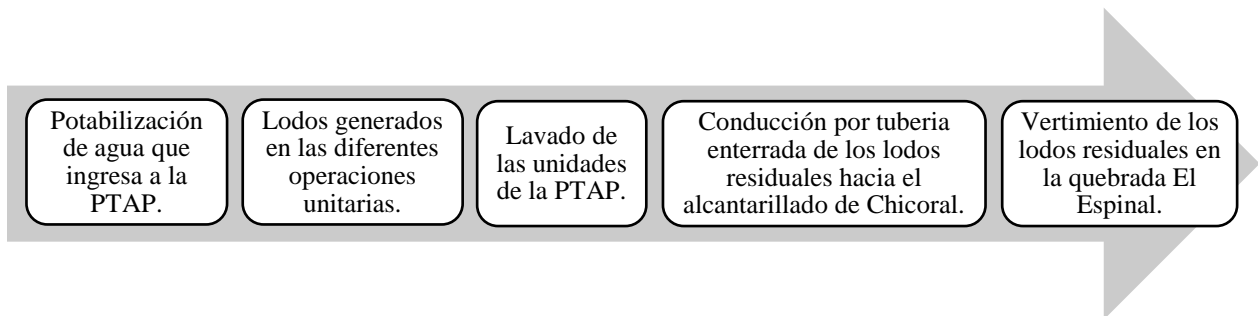 Potabilización
de agua que
ingresa a la
PTAP.
Lodos generados
en las diferentes
operaciones
unitarias.
Lavado de
las unidades
de la PTAP.
Conducción por tuberia
enterrada de los lodos
residuales hacia el
alcantarillado de Chicoral.
Vertimiento de los
lodos residuales en
la quebrada El
Espinal.